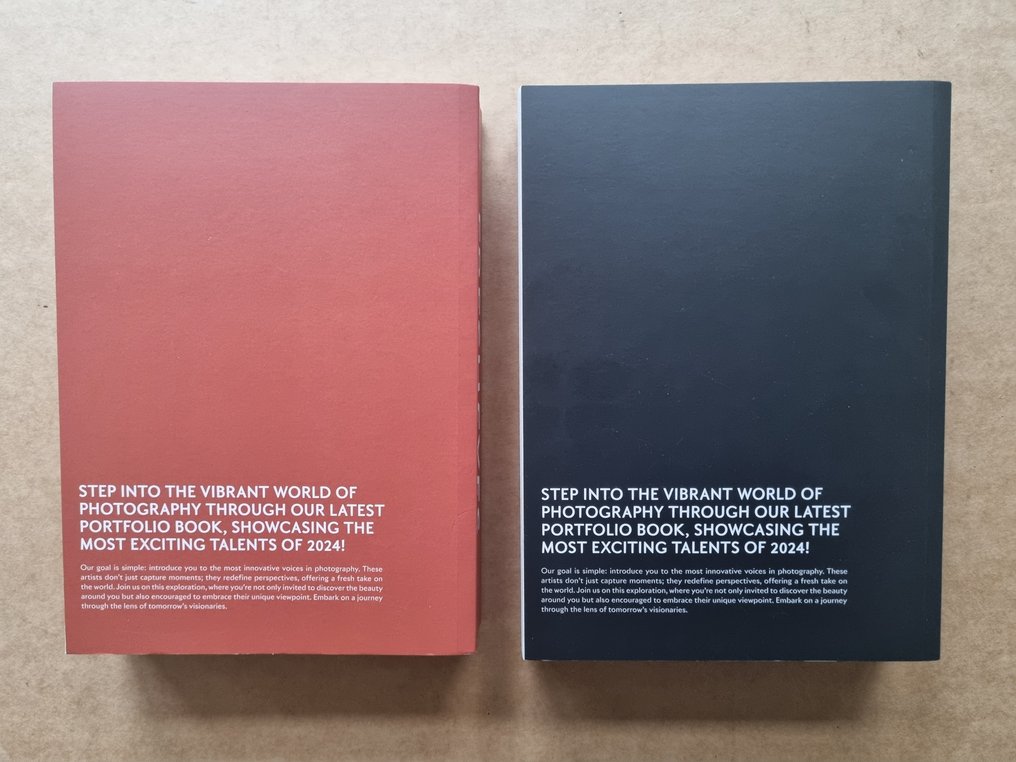 STEP INTO THE VIBRANT WORLD OF
PHOTOGRAPHY THROUGH OUR LATEST
PORTFOLIO BOOK, SHOWCASING THE
MOST EXCITING TALENTS OF 2024!
Our goal is simple: introduce you to the most innovative voices in photography. These
artists don't just capture moments; they redefine perspectives, offering a fresh take on
the world. Join us on this exploration, where you're not only invited to discover the beauty
around you but also encouraged to embrace their unique viewpoint. Embark on a journey
through the lens of tomorrow's visionaries.
STEP INTO THE VIBRANT WORLD OF
PHOTOGRAPHY THROUGH OUR LATEST
PORTFOLIO BOOK, SHOWCASING THE
MOST EXCITING TALENTS OF 2024!
Our goal is simple: introduce you to the most innovative voices in photography. These
artists don't just capture moments; they redefine perspectives, offering a fresh take on
the world. Join us on this exploration, where you're not only invited to discover the beauty
around you but also encouraged to embrace their unique viewpoint. Embark on a journey
through the lens of tomorrow's visionaries.